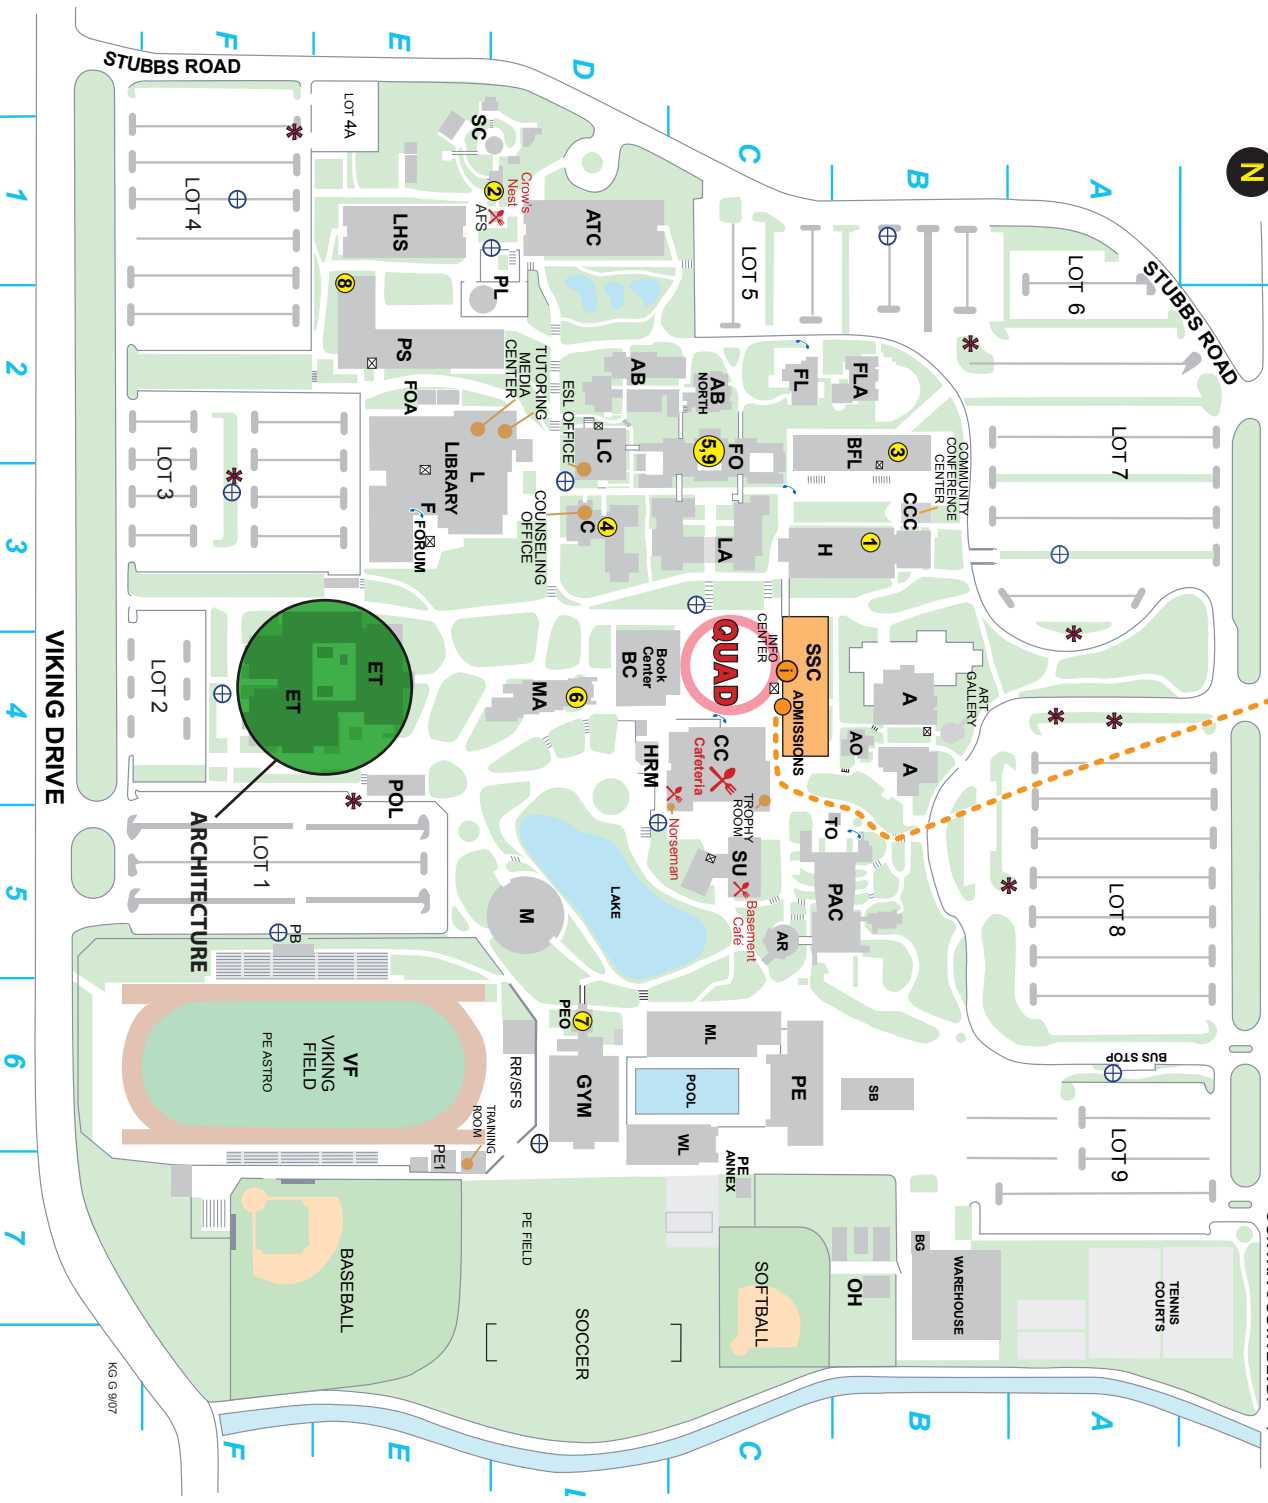 F
E
D
C
B
A
STUBBS ROAD
N
1
2
3
4
5
6
7
LOT 4A
LOT 4
SC
Crow's
Nest
2
AFS
LHS
ATC
PL
8
PS
LOT 5
LOT 6
STUBBS ROAD
AB
AB
NORTH
FL
FLA
TUTORING
MEDIA
CENTER
ESL OFFICE
FOA
L
LIBRARY
F
FORUM
LC
FO
5,9
BFL
3
COMMUNITY
CONFERENCE
CENTER
CCC
LOT 7
LOT 3
COUNSELING
OFFICE
C
4
LA
H
1
VIKING DRIVE
LOT 2
ET
ET
ARCHITECTURE
POL
MA
6
Book
Center
BC
QUAD
INFO
CENTER
i
SSC
ADMISSIONS
A
A
AO
ART
GALLERY
HRM
CC
Cafeteria
TROPHY
ROOM
Norseman
TO
SU
Basement
Café
PAC
AR
LOT 8
LOT 1
PB
M
LAKE
VF
VIKING
FIELD
PE ASTRO
RR/SFS
PEO
7
GYM
ML
POOL
WL
PE
SB
BUS STOP
LOT 9
TRAINING
ROOM
PE1
PE
ANNEX
PE FIELD
BASEBALL
SOCCER
SOFTBALL
OH
BG
WAREHOUSE
TENNIS
COURTS
KG G 9/07
F
E
C
B
A